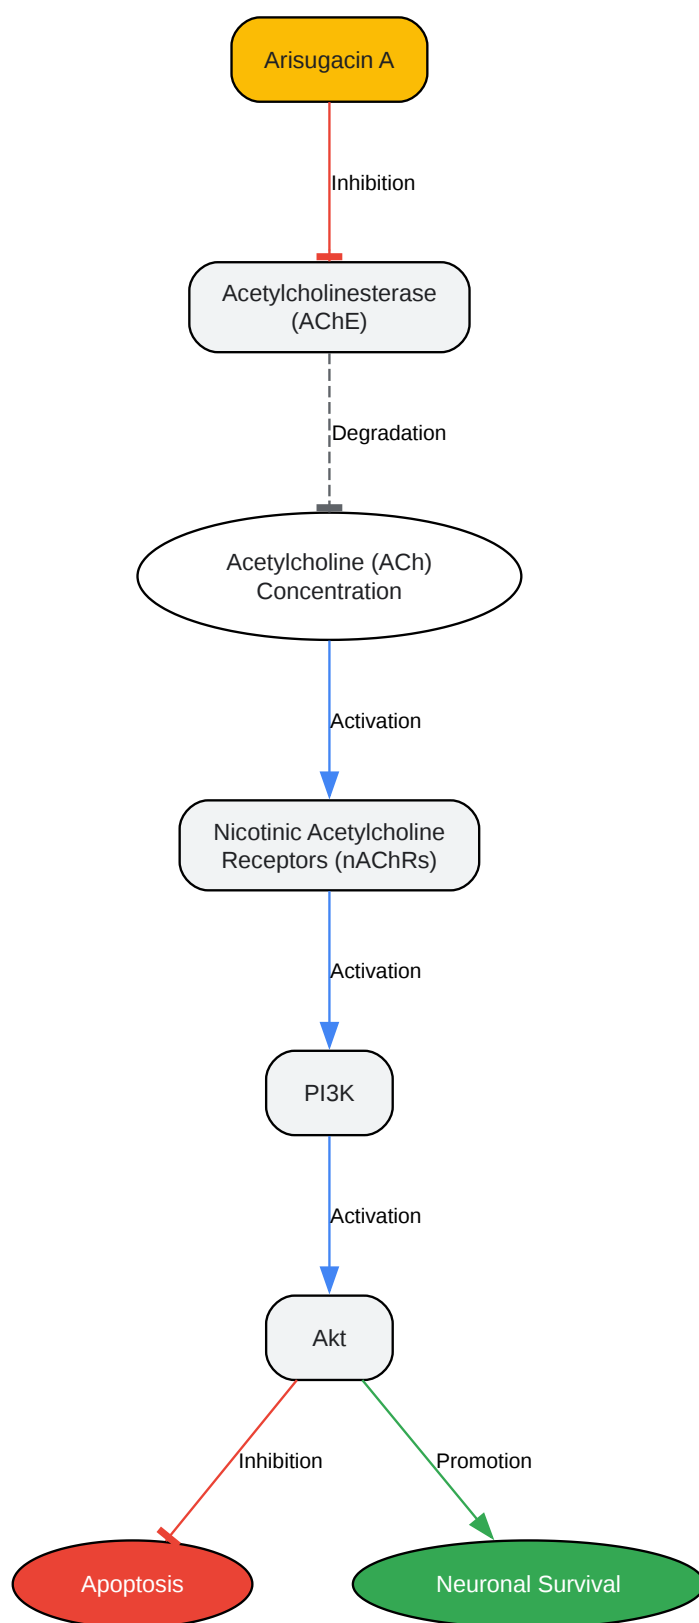 Arisugacin A
Inhibition
Acetylcholinesterase
(AChE)
Degradation
Acetylcholine (ACh)
Concentration
Activation
Nicotinic Acetylcholine
Receptors (nAChRs)
Activation
PI3K
Activation
Akt
Inhibition
Promotion
Apoptosis
Neuronal Survival